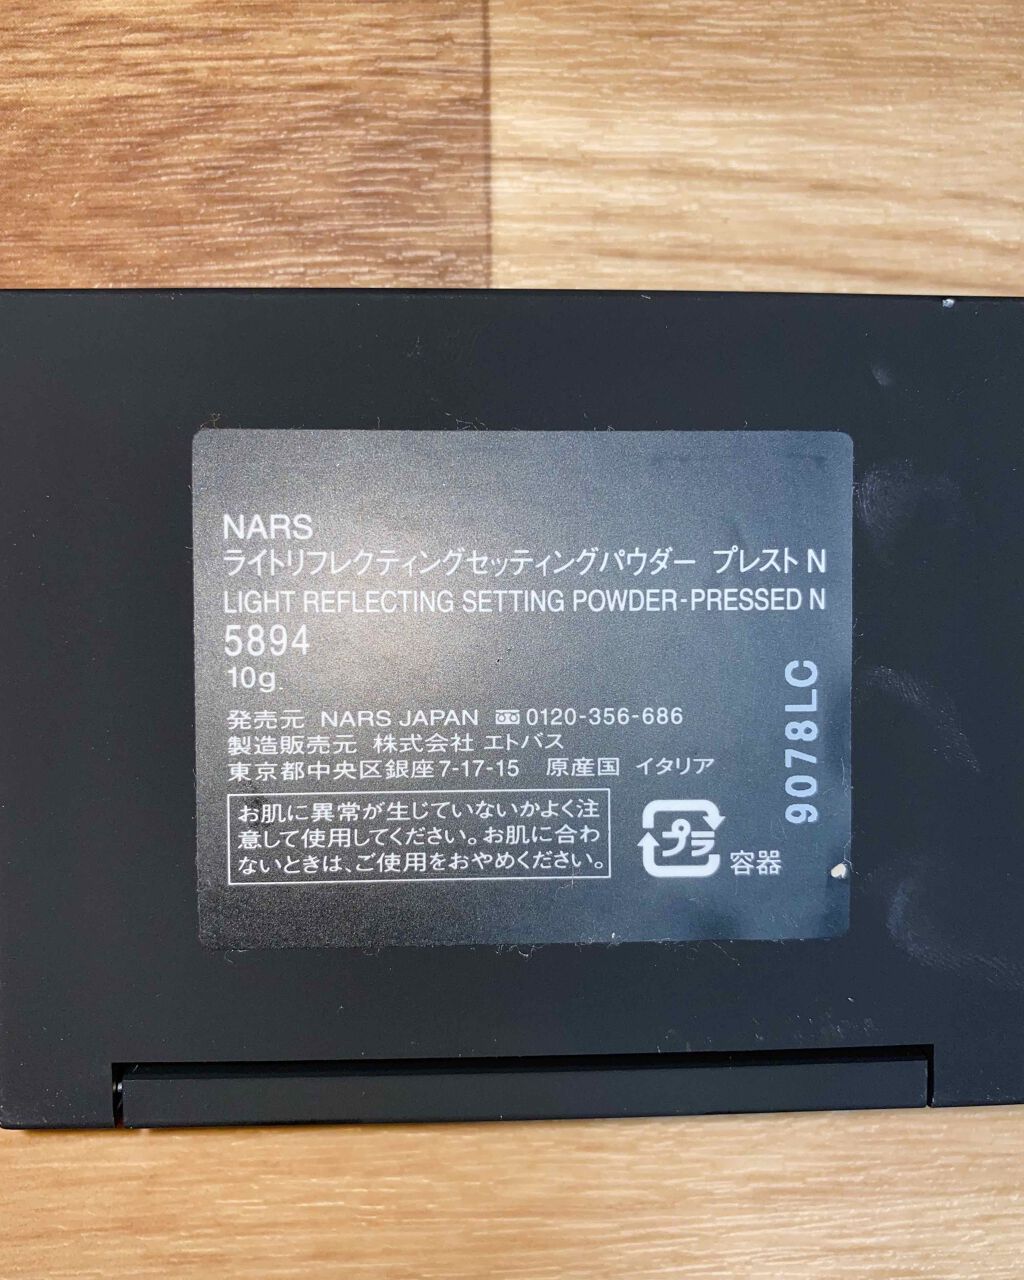 NARS
ライトリフレクティングセッティングパウダー プレスト N
LIGHT REFLECTING SETTING POWDER-PRESSED N
5894
10g.
発売元 NARS JAPAN 0120-356-686
製造販売元 株式会社 エトバス
東京都中央区銀座7-17-15 原産国 イタリア
お肌に異常が生じていないかよく注
意して使用してください。お肌に合わ
ないときは、ご使用をおやめください。
プラ
容器
9078LC